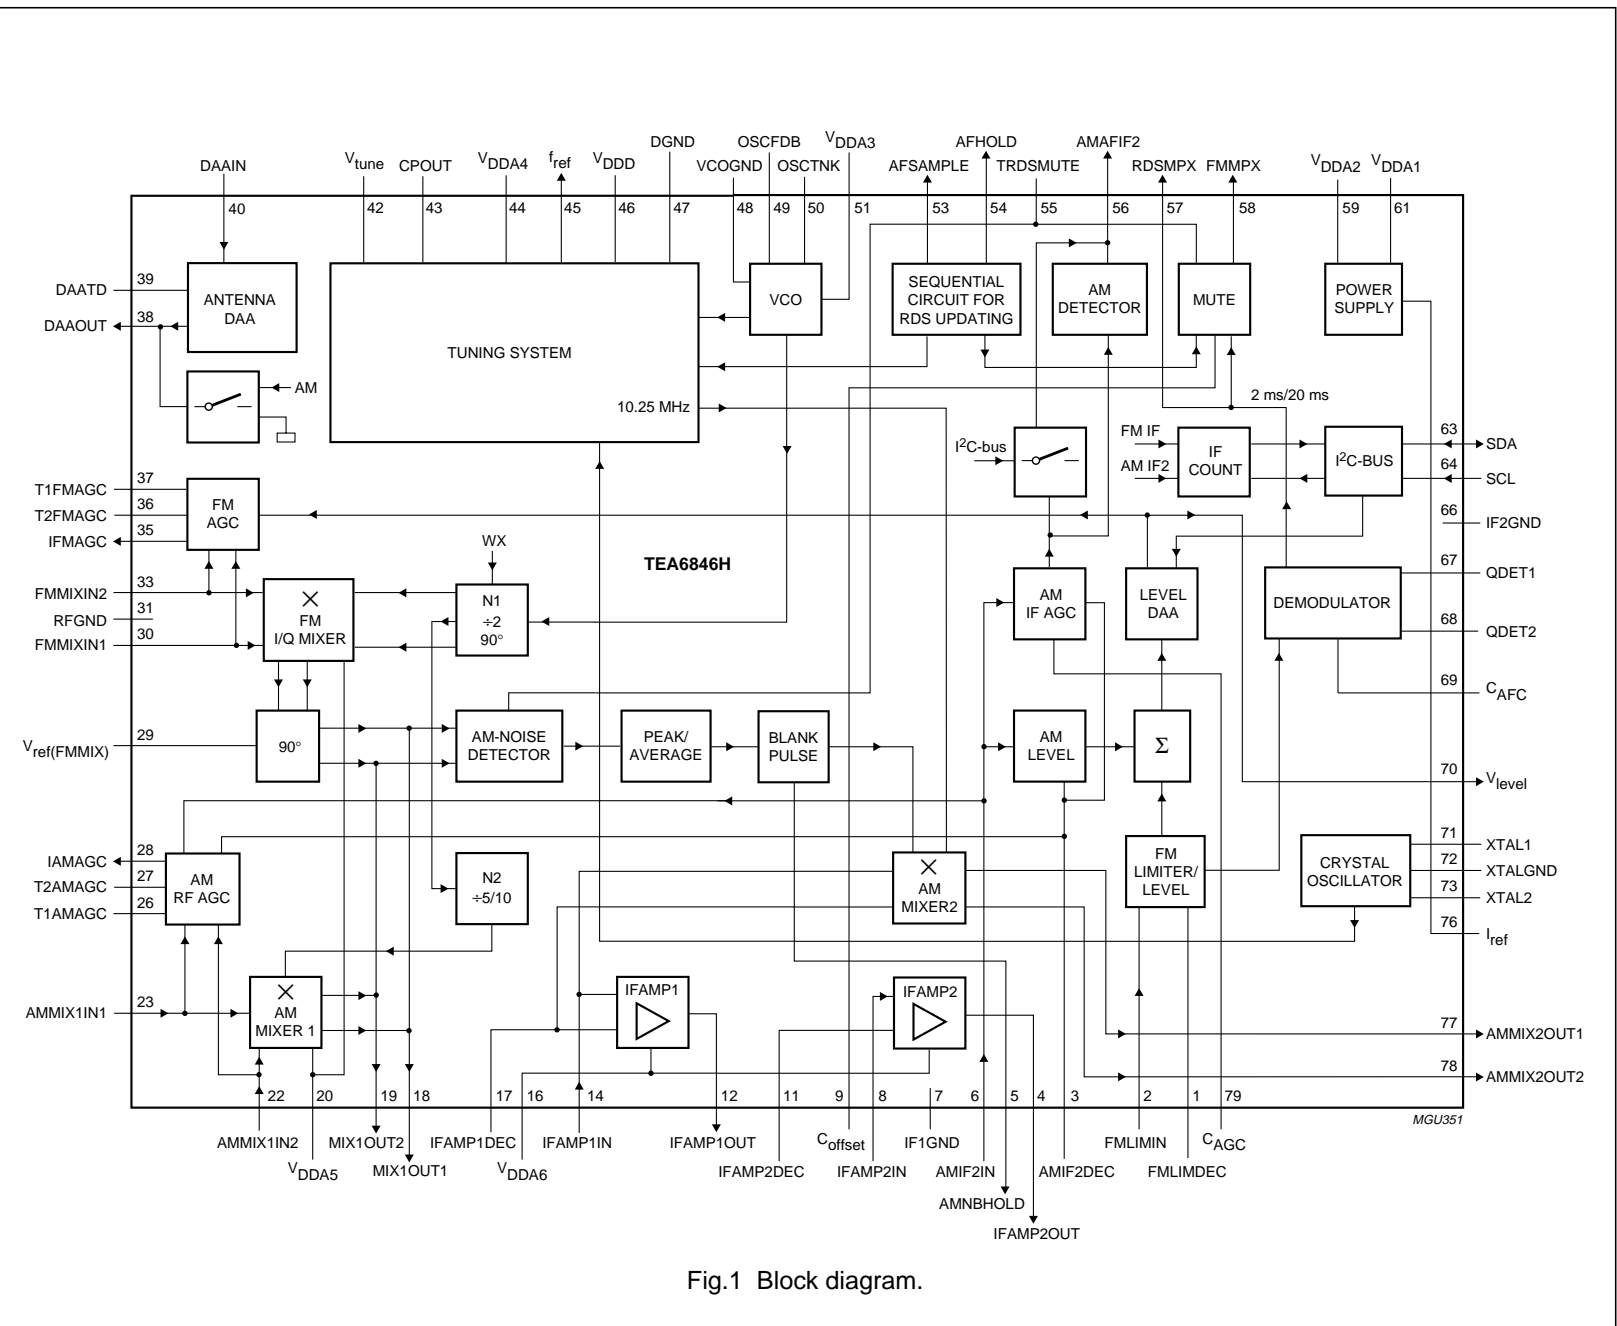 DGND
OSCFDB
VDDA3
AFHOLD
AMAFIF2
DAAIN
Vtune
CPOUT
VDDA4
fref
VDDD
VCOGND
OSCTNK
AFSAMPLE
TRDSMUTE
RDSMPX
FMMPX
VDDA2
VDDA1
40
42
43
44
45
46
47
48
49
50
51
53
54
55
56
57
58
59
61
DAATD
39
DAAOUT
38
ANTENNA
DAA
TUNING SYSTEM
10.25 MHz
VCO
SEQUENTIAL
CIRCUIT FOR
RDS UPDATING
AM
DETECTOR
MUTE
POWER
SUPPLY
AM
2 ms/20 ms
I2C-bus
FM IF
AM IF2
IF
COUNT
I2C-BUS
63
SDA
64
SCL
66
IF2GND
T1FMAGC
37
T2FMAGC
36
IFMAGC
35
FM
AGC
WX
TEA6846H
FMMIXIN2
33
RFGND
31
FMMIXIN1
30
FM
I/Q MIXER
N1
÷2
90°
AM
IF AGC
LEVEL
DAA
DEMODULATOR
67
QDET1
68
QDET2
69
CAFC
Vref(FMMIX)
29
90°
AM-NOISE
DETECTOR
PEAK/
AVERAGE
BLANK
PULSE
AM
LEVEL
Σ
70
Vlevel
IAMAGC
28
T2AMAGC
27
T1AMAGC
26
AM
RF AGC
N2
÷5/10
AM
MIXER2
FM
LIMITER/
LEVEL
CRYSTAL
OSCILLATOR
71
XTAL1
72
XTALGND
73
XTAL2
76
Iref
AMMIX1IN1
23
AM
MIXER 1
IFAMP1
IFAMP2
77
AMMIX2OUT1
78
AMMIX2OUT2
22
20
19
18
17
16
14
12
11
9
8
7
6
5
4
3
2
1
79
MGU351
AMMIX1IN2
VDDA5
MIX1OUT2
MIX1OUT1
IFAMP1DEC
VDDA6
IFAMP1IN
IFAMP1OUT
IFAMP2DEC
Coffset
IFAMP2IN
IF1GND
AMIF2IN
AMNBHOLD
IFAMP2OUT
AMIF2DEC
FMLIMIN
FMLIMDEC
CAGC
Fig.1 Block diagram.